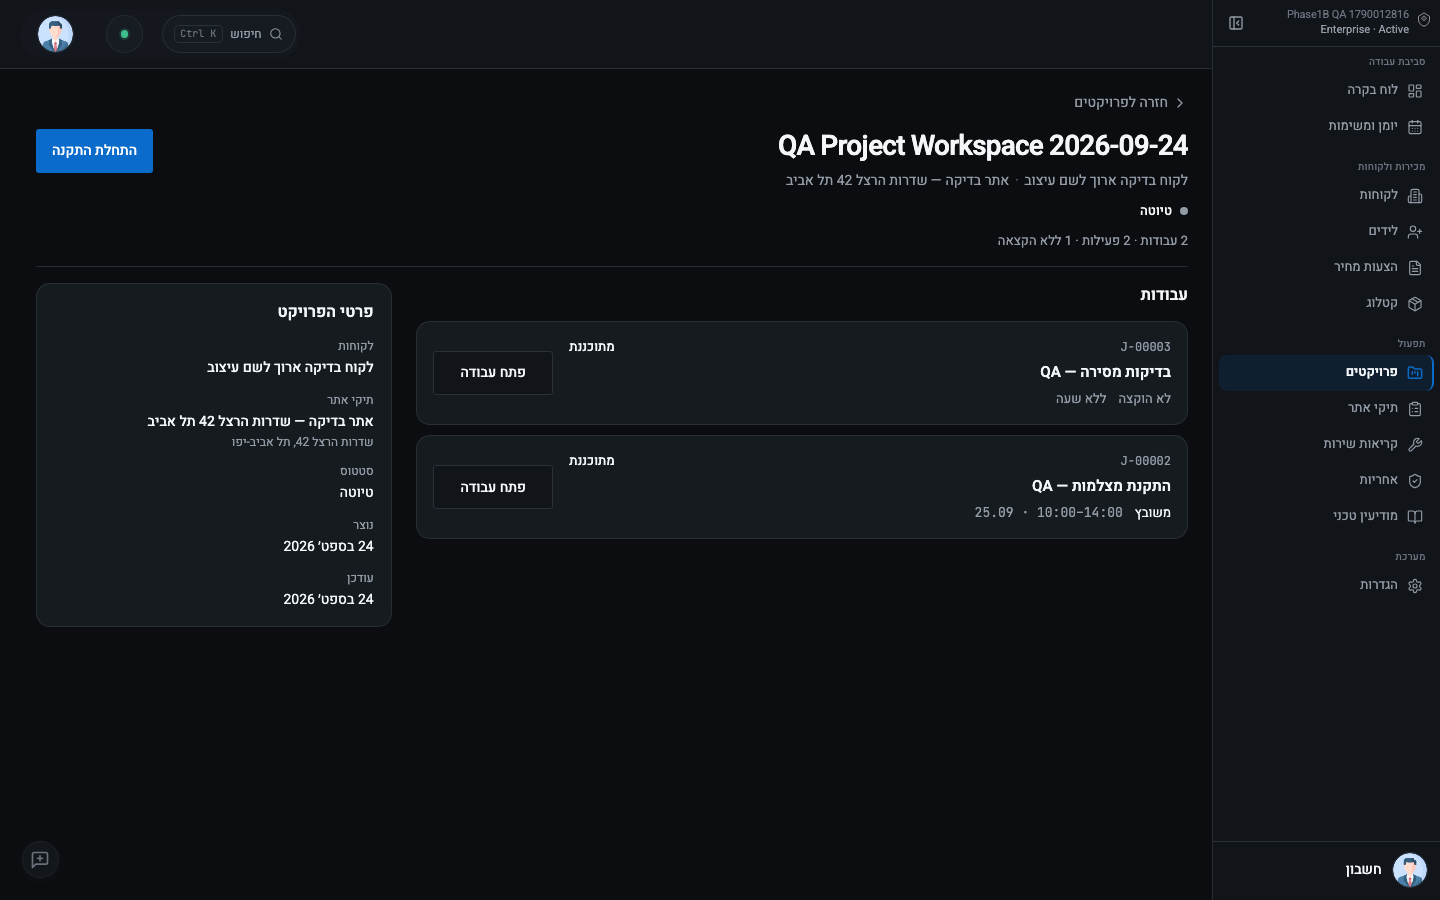 Phase1B QA 1790012816
Enterprise · Active
סביבת עבודה
לוח בקרה
יומן ומשימות
מכירות ולקוחות
לקוחות
לידים
הצעות מחיר
קטלוג
תפעול
פרויקטים
תיקי אתר
קריאות שירות
אחריות
מודיעין טכני
מערכת
הגדרות
חשבון
חיפוש Ctrl K
חזרה לפרויקטים
QA Project Workspace 2026-09-24
התחלת התקנה
לקוח בדיקה ארוך לשם עיצוב · אתר בדיקה — שדרות הרצל 42 תל אביב
טיוטה
2 עבודות · 2 פעילות · 1 ללא הקצאה
עבודות
J-00003 מתוכננת
בדיקות מסירה — QA
לא הוקצה ללא שעה
פתח עבודה
J-00002 מתוכננת
התקנת מצלמות — QA
משובץ 25.09 · 10:00–14:00
פתח עבודה
פרטי הפרויקט
לקוחות
לקוח בדיקה ארוך לשם עיצוב
תיקי אתר
אתר בדיקה — שדרות הרצל 42 תל אביב
שדרות הרצל 42, תל אביב-יפו
סטטוס
טיוטה
נוצר
24 בספט׳ 2026
עודכן
24 בספט׳ 2026